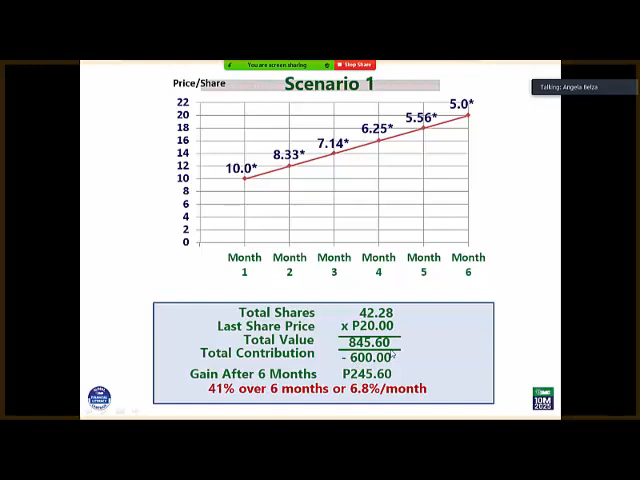 You are screen sharing
Stop Share
Price/Share
Scenario 1
Talking: Angela Belza
22
20
18
16
14
12
10
8
6
4
2
0
10.0*
8.33*
7.14*
6.25*
5.56*
5.0*
Month 1
Month 2
Month 3
Month 4
Month 5
Month 6
Total Shares 42.28
Last Share Price x P20.00
Total Value 845.60
Total Contribution - 600.00
Gain After 6 Months P245.60
41% over 6 months or 6.8%/month
IMG
10M
2025